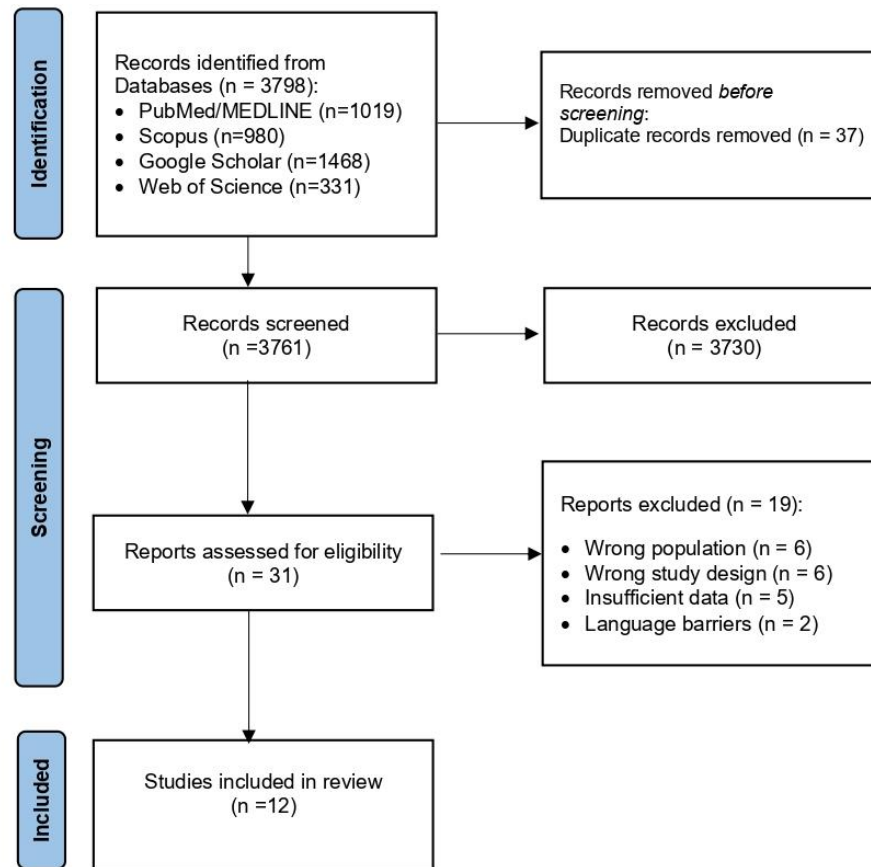 Identification
Records identified from
Databases (n = 3798):
• PubMed/MEDLINE (n=1019)
• Scopus (n=980)
• Google Scholar (n=1468)
• Web of Science (n=331)
Records removed before
screening:
Duplicate records removed (n = 37)
Screening
Records screened
(n =3761)
Records excluded
(n = 3730)
Reports assessed for eligibility
(n = 31)
Reports excluded (n = 19):
• Wrong population (n = 6)
• Wrong study design (n = 6)
• Insufficient data (n = 5)
• Language barriers (n = 2)
Included
Studies included in review
(n =12)